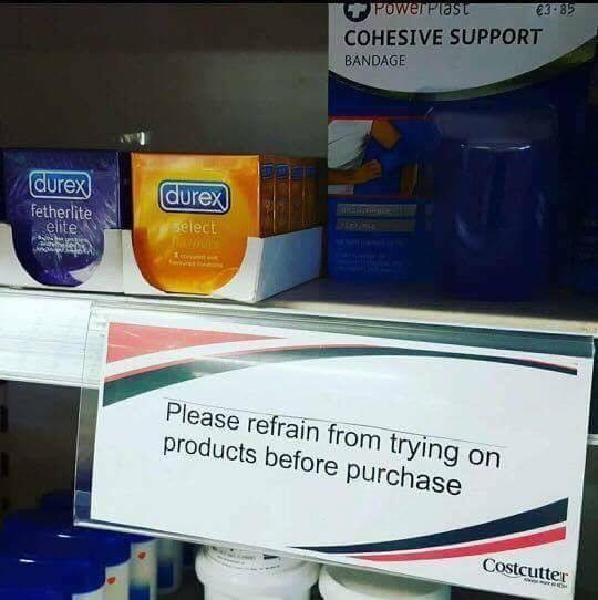 PowerPlast
€3.85
COHESIVE SUPPORT
BANDAGE
durex
fetherlite
elite
durex
select
flavours
Please refrain from trying on
products before purchase
Costcutter